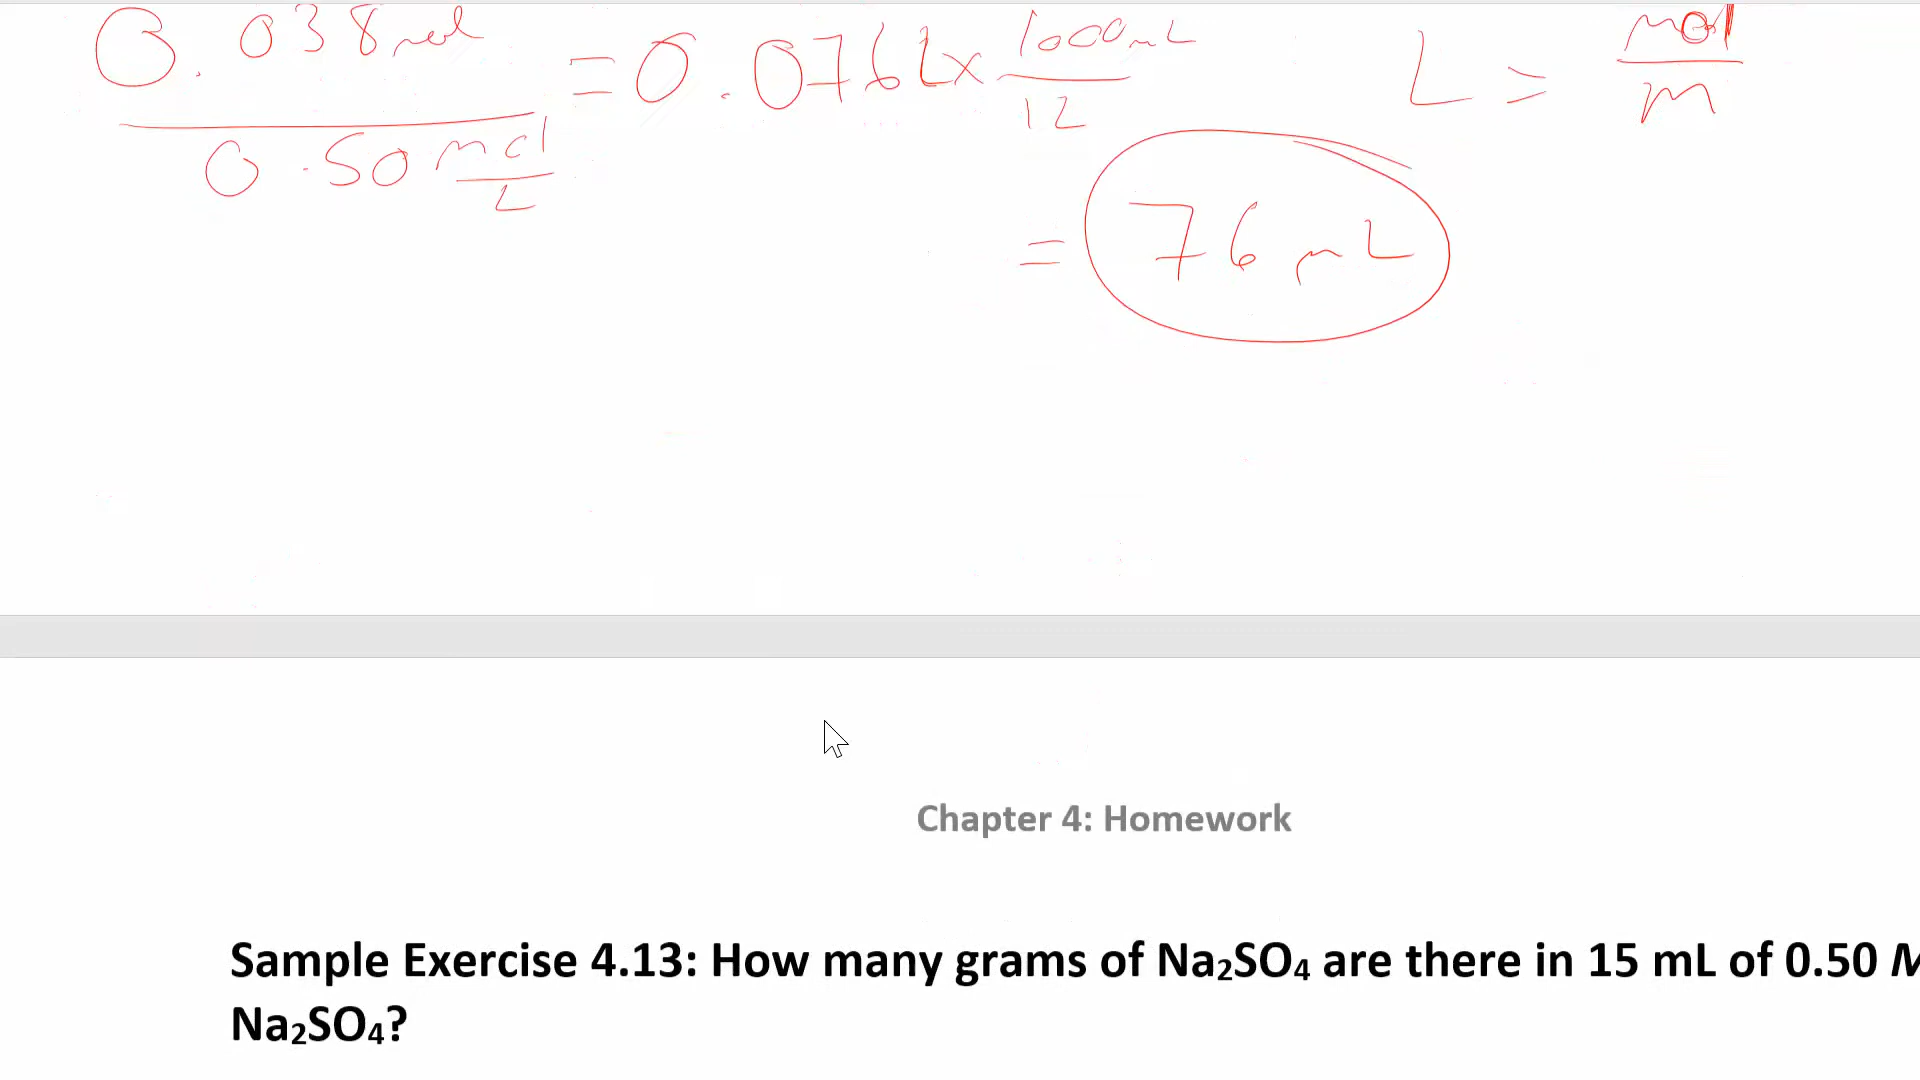 0.038 mol
= 0.076 L x 1000 mL
1 L
L = mol
M
0.50 mol
L
= 76 mL
Chapter 4: Homework
Sample Exercise 4.13: How many grams of Na₂SO₄ are there in 15 mL of 0.50 M
Na₂SO₄?